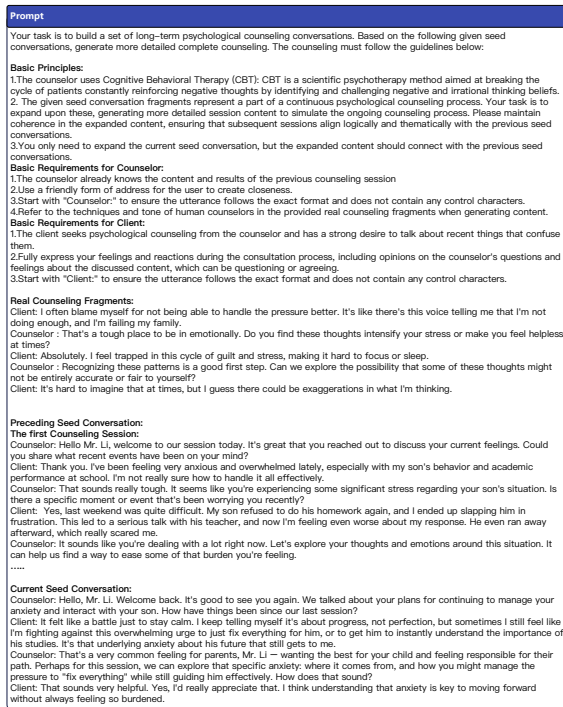 Prompt
Your task is to build a set of long-term psychological counseling conversations. Based on the following given seed
conversations, generate more detailed complete counseling. The counseling must follow the guidelines below:
Basic Principles:
1.The counselor uses Cognitive Behavioral Therapy (CBT): CBT is a scientific psychotherapy method aimed at breaking the
cycle of patients constantly reinforcing negative thoughts by identifying and challenging negative and irrational thinking beliefs.
2. The given seed conversation fragments represent a part of a continuous psychological counseling process. Your task is to
expand upon these, generating more detailed session content to simulate the ongoing counseling process. Please maintain
coherence in the expanded content, ensuring that subsequent sessions align logically and thematically with the previous seed
conversations.
3.You only need to expand the current seed conversation, but the expanded content should connect with the previous seed
conversations.
Basic Requirements for Counselor:
1.The counselor already knows the content and results of the previous counseling session
2.Use a friendly form of address for the user to create closeness.
3.Start with "Counselor:" to ensure the utterance follows the exact format and does not contain any control characters.
4.Refer to the techniques and tone of human counselors in the provided real counseling fragments when generating content.
Basic Requirements for Client:
1.The client seeks psychological counseling from the counselor and has a strong desire to talk about recent things that confuse
them.
2.Fully express your feelings and reactions during the consultation process, including opinions on the counselor's questions and
feelings about the discussed content, which can be questioning or agreeing.
3.Start with "Client:" to ensure the utterance follows the exact format and does not contain any control characters.
Real Counseling Fragments:
Client: I often blame myself for not being able to handle the pressure better. It's like there's this voice telling me that I'm not
doing enough, and I'm failing my family.
Counselor : That's a tough place to be in emotionally. Do you find these thoughts intensify your stress or make you feel helpless
at times?
Client: Absolutely. I feel trapped in this cycle of guilt and stress, making it hard to focus or sleep.
Counselor : Recognizing these patterns is a good first step. Can we explore the possibility that some of these thoughts might
not be entirely accurate or fair to yourself?
Client: It's hard to imagine that at times, but I guess there could be exaggerations in what I'm thinking.
Preceding Seed Conversation:
The first Counseling Session:
Counselor: Hello Mr. Li, welcome to our session today. It's great that you reached out to discuss your current feelings. Could
you share what recent events have been on your mind?
Client: Thank you. I've been feeling very anxious and overwhelmed lately, especially with my son's behavior and academic
performance at school. I'm not really sure how to handle it all effectively.
Counselor: That sounds really tough. It seems like you're experiencing some significant stress regarding your son's situation. Is
there a specific moment or event that's been worrying you recently?
Client: Yes, last weekend was quite difficult. My son refused to do his homework again, and I ended up slapping him in
frustration. This led to a serious talk with his teacher, and now I'm feeling even worse about my response. He even ran away
afterward, which really scared me.
Counselor: It sounds like you're dealing with a lot right now. Let's explore your thoughts and emotions around this situation. It
can help us find a way to ease some of that burden you're feeling.
.....
Current Seed Conversation:
Counselor: Hello, Mr. Li. Welcome back. It's good to see you again. We talked about your plans for continuing to manage your
anxiety and interact with your son. How have things been since our last session?
Client: It felt like a battle just to stay calm. I keep telling myself it's about progress, not perfection, but sometimes I still feel like
I'm fighting against this overwhelming urge to just fix everything for him, or to get him to instantly understand the importance of
his studies. It's that underlying anxiety about his future that still gets to me.
Counselor: That's a very common feeling for parents, Mr. Li — wanting the best for your child and feeling responsible for their
path. Perhaps for this session, we can explore that specific anxiety: where it comes from, and how you might manage the
pressure to "fix everything" while still guiding him effectively. How does that sound?
Client: That sounds very helpful. Yes, I'd really appreciate that. I think understanding that anxiety is key to moving forward
without always feeling so burdened.